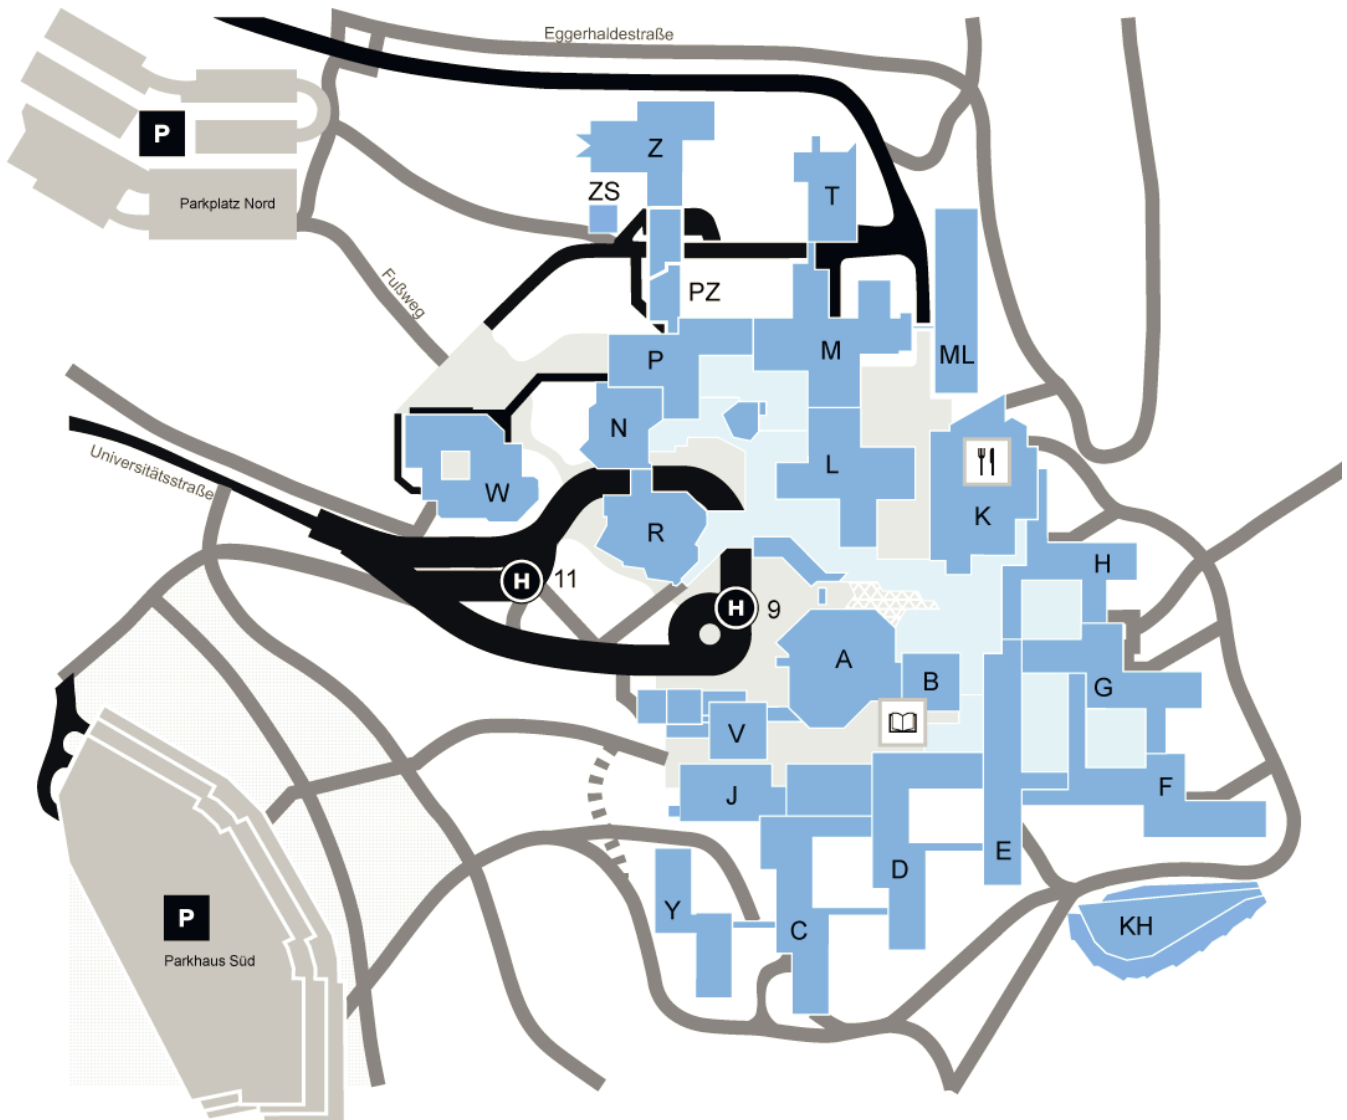 Eggerhaldestraße
P
Z
ZS
T
Parkplatz Nord
Fußweg
PZ
P
M
ML
N
L
Universitätsstraße
W
R
K
H
11
H
H
9
A
B
G
V
J
F
E
D
Y
C
P
KH
Parkhaus Süd